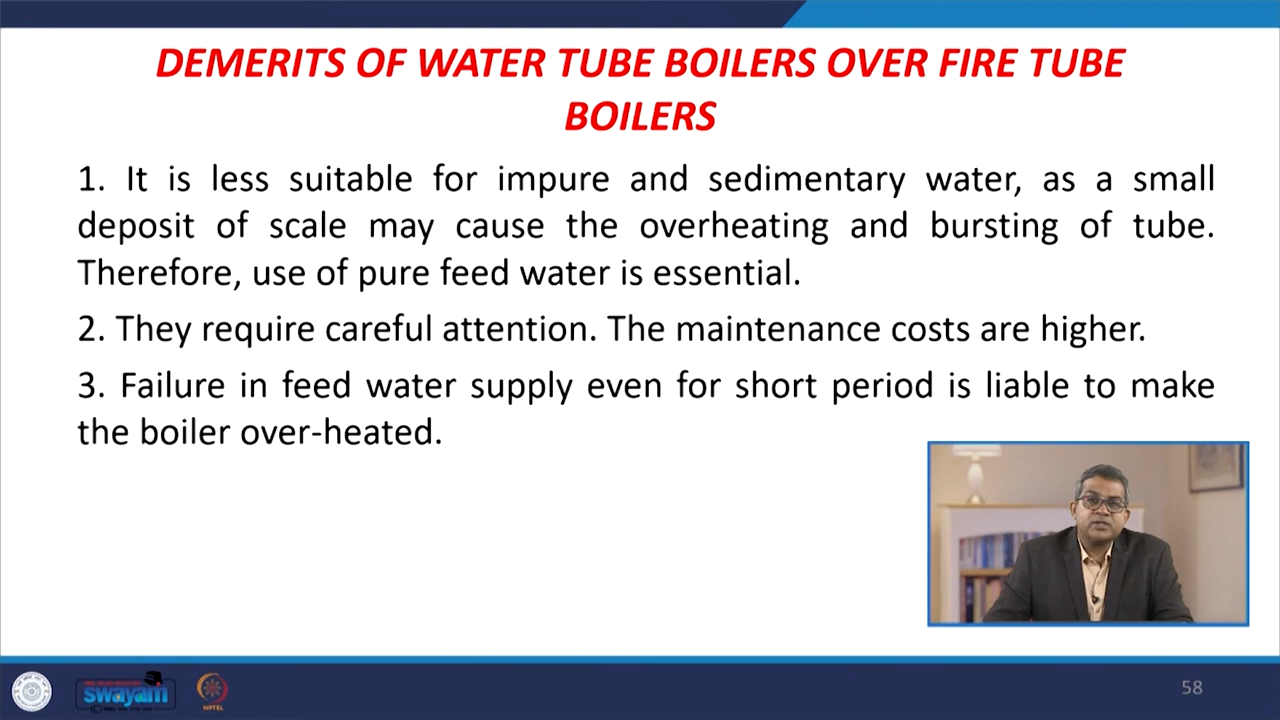 DEMERITS OF WATER TUBE BOILERS OVER FIRE TUBE
BOILERS
1. It is less suitable for impure and sedimentary water, as a small
deposit of scale may cause the overheating and bursting of tube.
Therefore, use of pure feed water is essential.
2. They require careful attention. The maintenance costs are higher.
3. Failure in feed water supply even for short period is liable to make
the boiler over-heated.
swayam
NPTEL
58